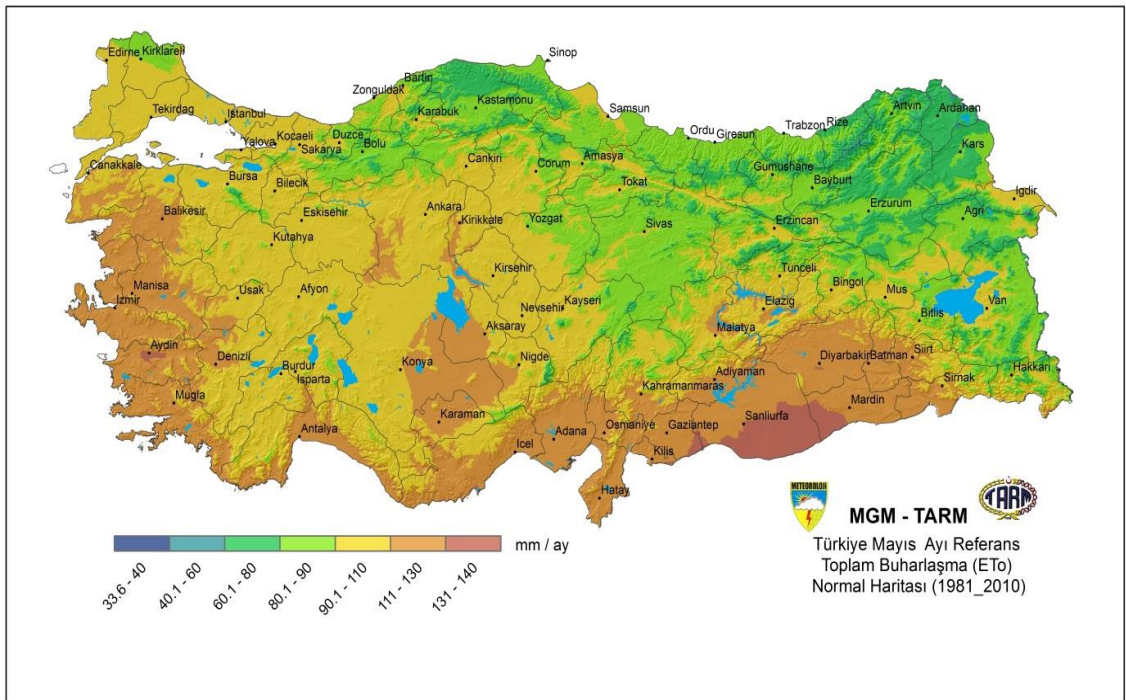 Sinop
Edirne Kirklareli
Bartin
Zonguldak
Kastamonu
Artvin Ardahan
Tekirdag
Istanbul
Karabuk
Samsun
Ordu Giresun
Trabzon Rize
Kocaeli Duzce
Yalova
Sakarya Bolu
Kars
Canakkale
Cankiri
Corum Amasya
Gumushane
Bursa
Bilecik
Tokat
Bayburt
Igdir
Balikesir
Eskisehir
Ankara
Kirikkale
Yozgat
Sivas
Erzincan
Erzurum
Agri
Kutahya
Kirsehir
Tunceli
Manisa
Usak
Afyon
Bingol
Mus
Izmir
Nevsehir
Kayseri
Elazig
Van
Bitlis
Aksaray
Malatya
Aydin
Denizli
Burdur
Isparta
Konya
Nigde
Diyarbakir Batman
Siirt
Adiyaman
Hakkari
Kahramanmaras
Sirnak
Mugla
Karaman
Mardin
Sanliurfa
Antalya
Adana
Osmaniye
Gaziantep
Icel
Kilis
Hatay
METEOROLOJI
TARM
MGM - TARM
Türkiye Mayıs Ayı Referans
Toplam Buharlaşma (ETo)
Normal Haritası (1981_2010)
mm / ay
33.6 - 40
40.1 - 60
60.1 - 80
80.1 - 90
90.1 - 110
111 - 130
131 - 140